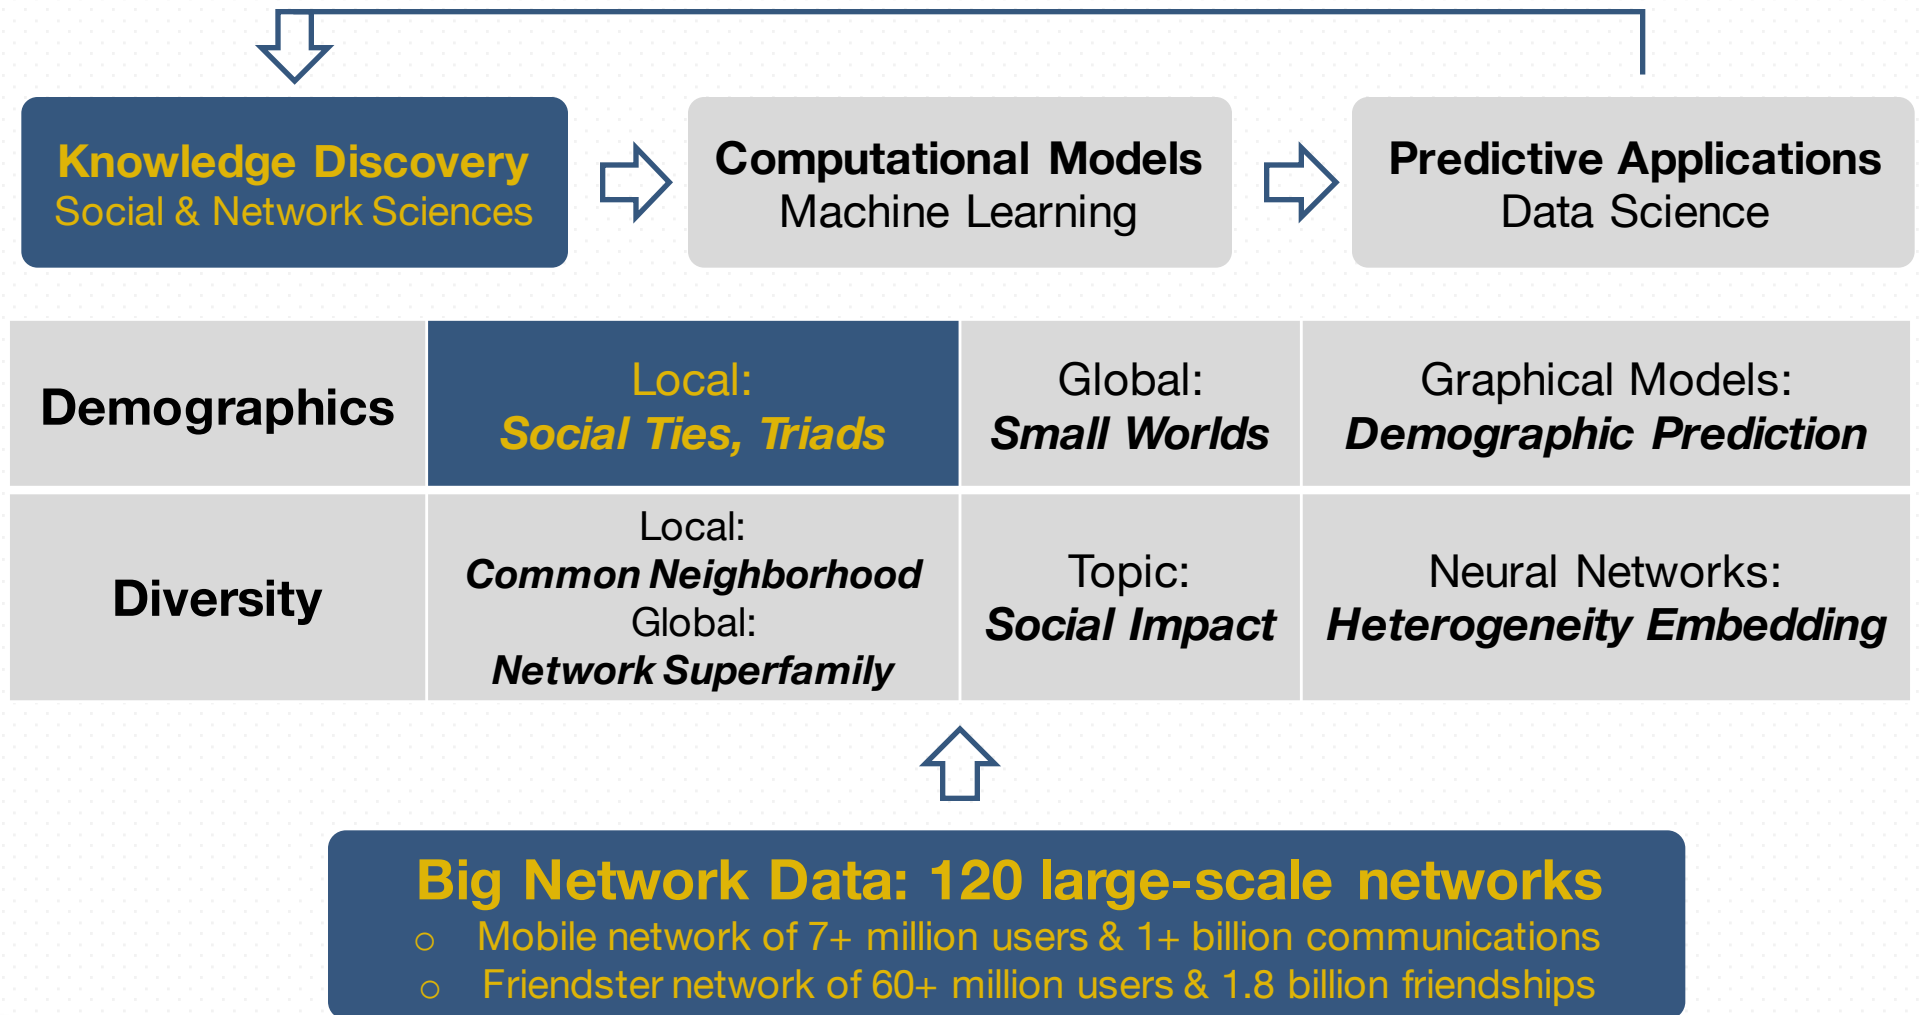 Knowledge Discovery
Social & Network Sciences
Computational Models
Machine Learning
Predictive Applications
Data Science
Demographics
Local:
Social Ties, Triads
Global:
Small Worlds
Graphical Models:
Demographic Prediction
Diversity
Local:
Common Neighborhood
Global:
Network Superfamily
Topic:
Social Impact
Neural Networks:
Heterogeneity Embedding
Big Network Data: 120 large-scale networks
○ Mobile network of 7+ million users & 1+ billion communications
○ Friendster network of 60+ million users & 1.8 billion friendships